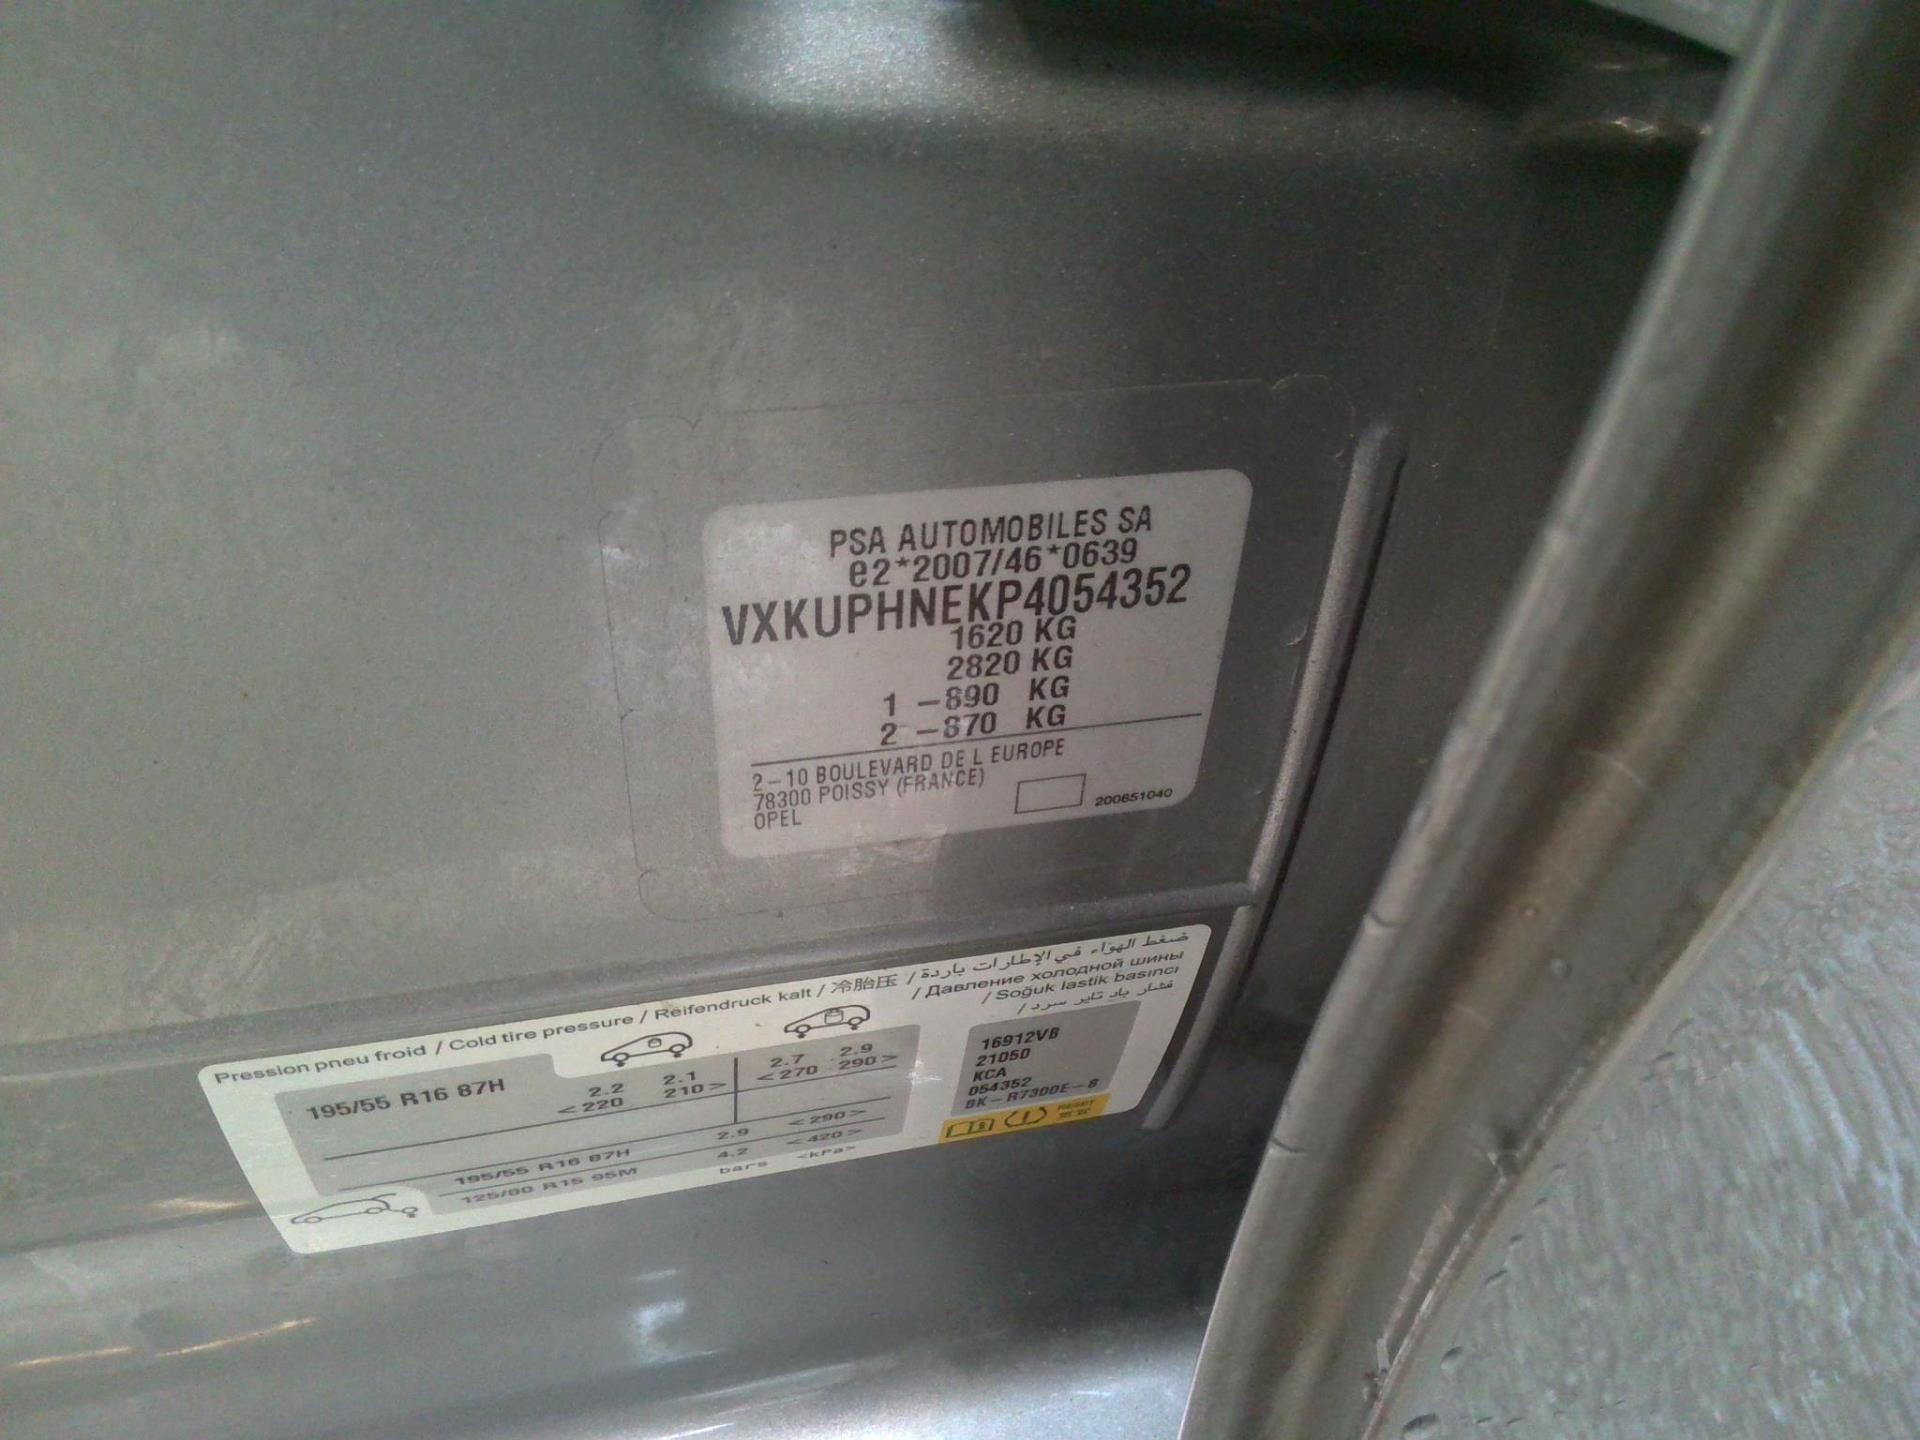 PSA AUTOMOBILES SA
e2*2007/46*0639
VXKUPHNEKP4054352
1620 KG
2820 KG
1 -890 KG
2 -870 KG
2-10 BOULEVARD DE L EUROPE
78300 POISSY (FRANCE)
OPEL
200651040
Pression pneu froid / Cold tire pressure / Reifendruck kalt / 冷胎压 / ضغط الهواء في الإطارات باردة
/ Давление холодной шины
/ Soğuk lastik basıncı
/ فشار باد تایر سرد
195/55 R16 87H
2.2 2.1
<220 210>
2.7 2.9
<270 290>
195/55 R16 87H 2.9 <290>
125/80 R15 95M 4.2 <420>
bars <kPa>
16912VB
21050
KCA
054352
8K-R7300E-8